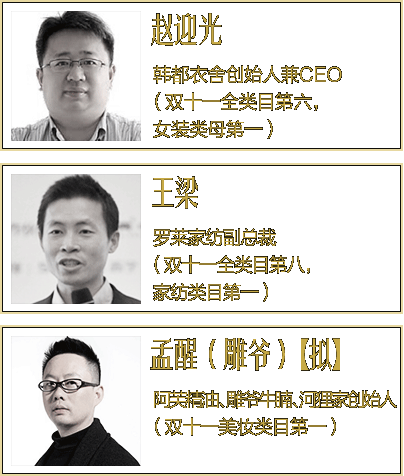 赵迎光
韩都衣舍创始人兼CEO
（双十一全类目第六，
女装类母第一）
王梁
罗莱家纺副总裁
（双十一全类目第八，
家纺类目第一）
孟醒（雕爷）【拟】
阿芙精油、雕爷牛腩、河狸家创始人
（双十一美妆类目第一）